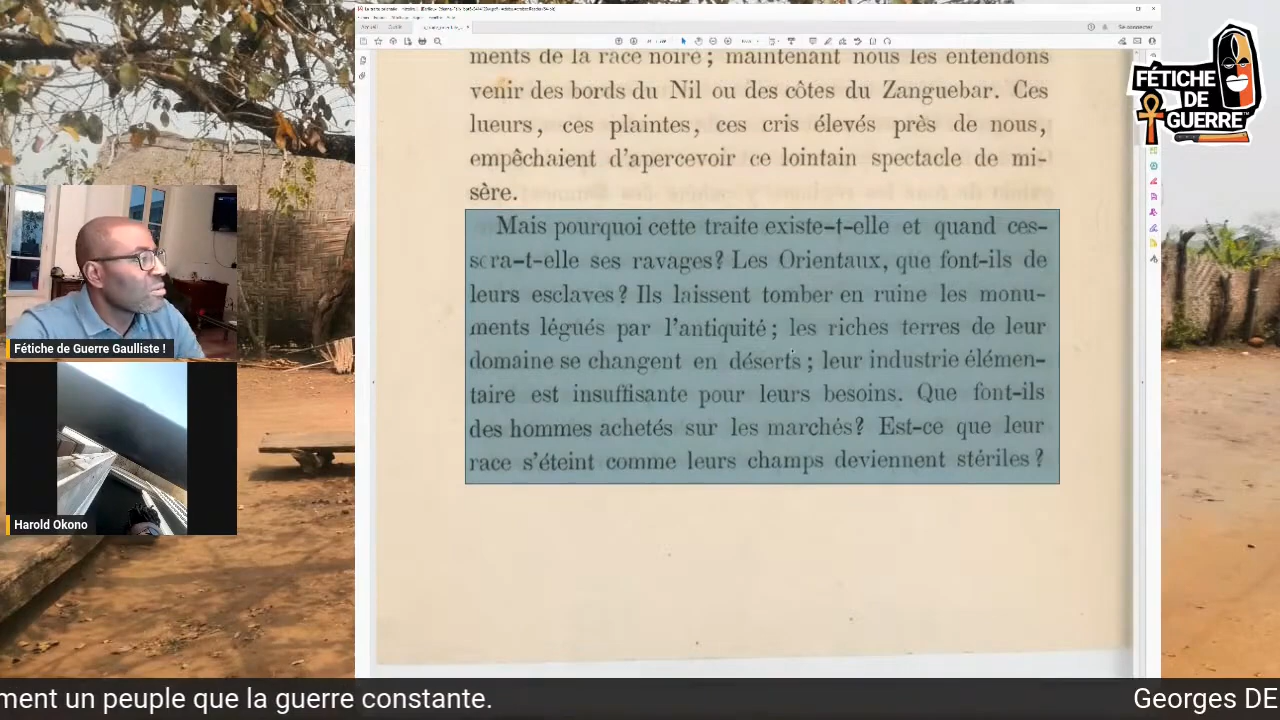 Accueil Outils
Se connecter
ments de la race noire ; maintenant nous les entendons
venir des bords du Nil ou des côtes du Zanguebar. Ces
lueurs, ces plaintes, ces cris élevés près de nous,
empêchaient d'apercevoir ce lointain spectacle de mi-
sère.
Mais pourquoi cette traite existe-t-elle et quand ces-
sera-t-elle ses ravages? Les Orientaux, que font-ils de
leurs esclaves? Ils laissent tomber en ruine les monu-
ments légués par l'antiquité ; les riches terres de leur
domaine se changent en déserts ; leur industrie élémen-
taire est insuffisante pour leurs besoins. Que font-ils
des hommes achetés sur les marchés? Est-ce que leur
race s'éteint comme leurs champs deviennent stériles ?
FÉTICHE
DE
GUERRE
Fétiche de Guerre Gaulliste !
Harold Okono
ment un peuple que la guerre constante.
Georges DE